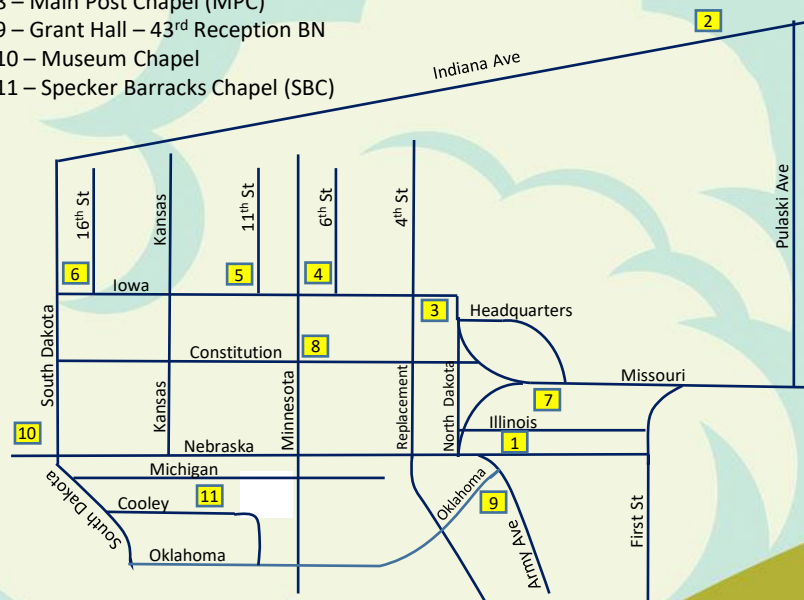 8 – Main Post Chapel (MPC)
9 – Grant Hall – 43rd Reception BN
10 – Museum Chapel
11 – Specker Barracks Chapel (SBC)
2
Indiana Ave
16th St
Kansas
11th St
6th St
4th St
Pulaski Ave
6
5
4
Iowa
3
Headquarters
South Dakota
8
Constitution
Missouri
Kansas
Minnesota
Replacement
North Dakota
7
10
Illinois
Nebraska
1
Michigan
South Dakota
11
Cooley
Oklahoma
9
First St
Army Ave
Oklahoma